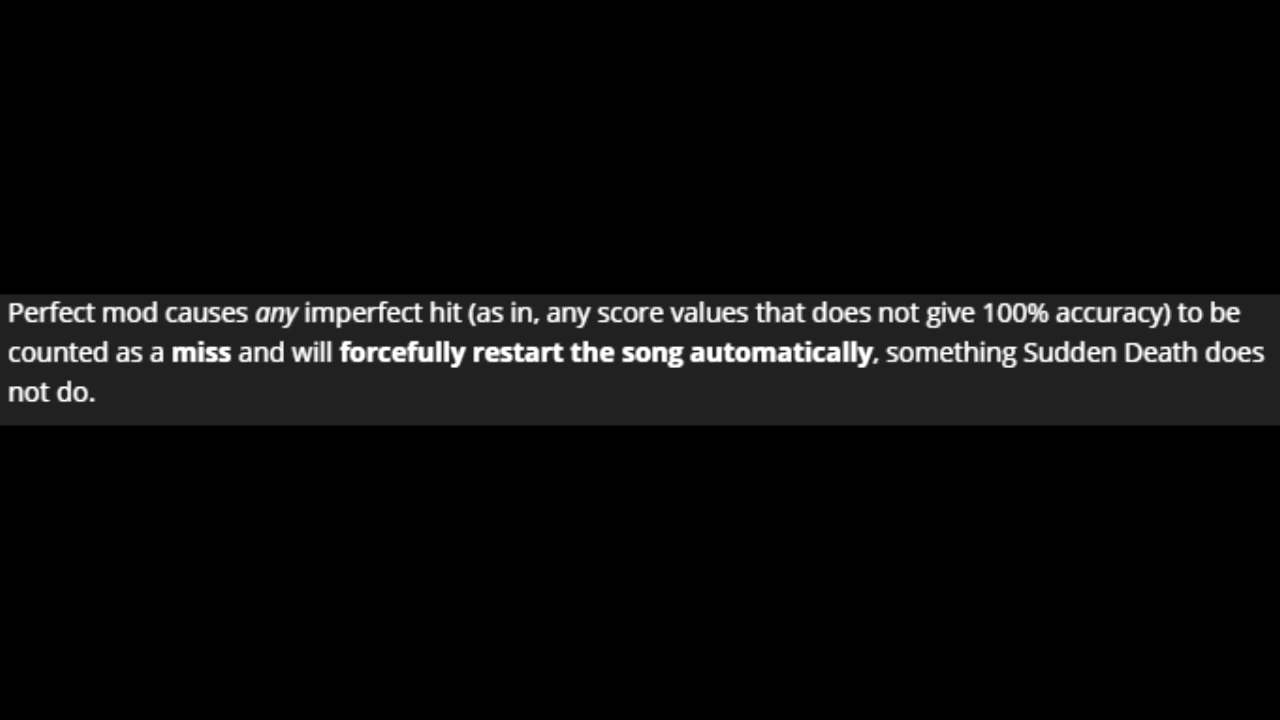 Perfect mod causes any imperfect hit (as in, any score values that does not give 100% accuracy) to be
counted as a miss and will forcefully restart the song automatically, something Sudden Death does
not do.